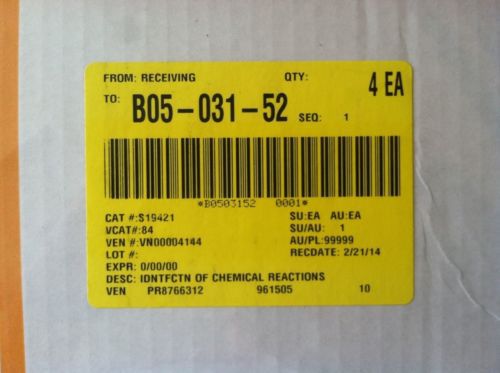 FROM: RECEIVING QTY: 4 EA
TO: B05-031-52 SEQ: 1
*B0503152 0001*
CAT #:S19421 SU:EA AU:EA
VCAT#:84 SU/AU: 1
VEN #:VN00004144 AU/PL:99999
LOT #: RECDATE: 2/21/14
EXPR: 0/00/00
DESC: IDNTFCTN OF CHEMICAL REACTIONS
VEN PR8766312 961505 10